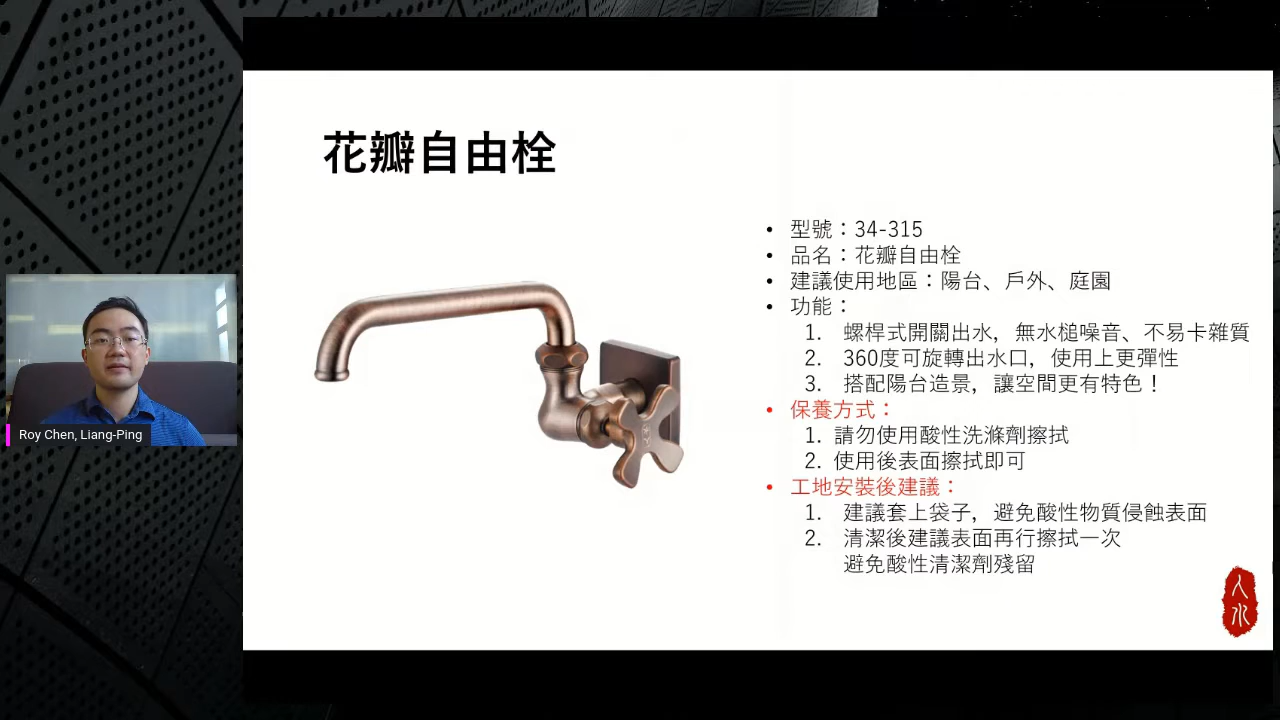 花瓣自由栓
• 型號：34-315
• 品名：花瓣自由栓
• 建議使用地區：陽台、戶外、庭園
• 功能：
1. 螺桿式開關出水，無水槌噪音、不易卡雜質
2. 360度可旋轉出水口，使用上更彈性
3. 搭配陽台造景，讓空間更有特色！
• 保養方式：
1. 請勿使用酸性洗滌劑擦拭
2. 使用後表面擦拭即可
• 工地安裝後建議：
1. 建議套上袋子，避免酸性物質侵蝕表面
2. 清潔後建議表面再行擦拭一次
避免酸性清潔劑殘留
人水
Roy Chen, Liang-Ping